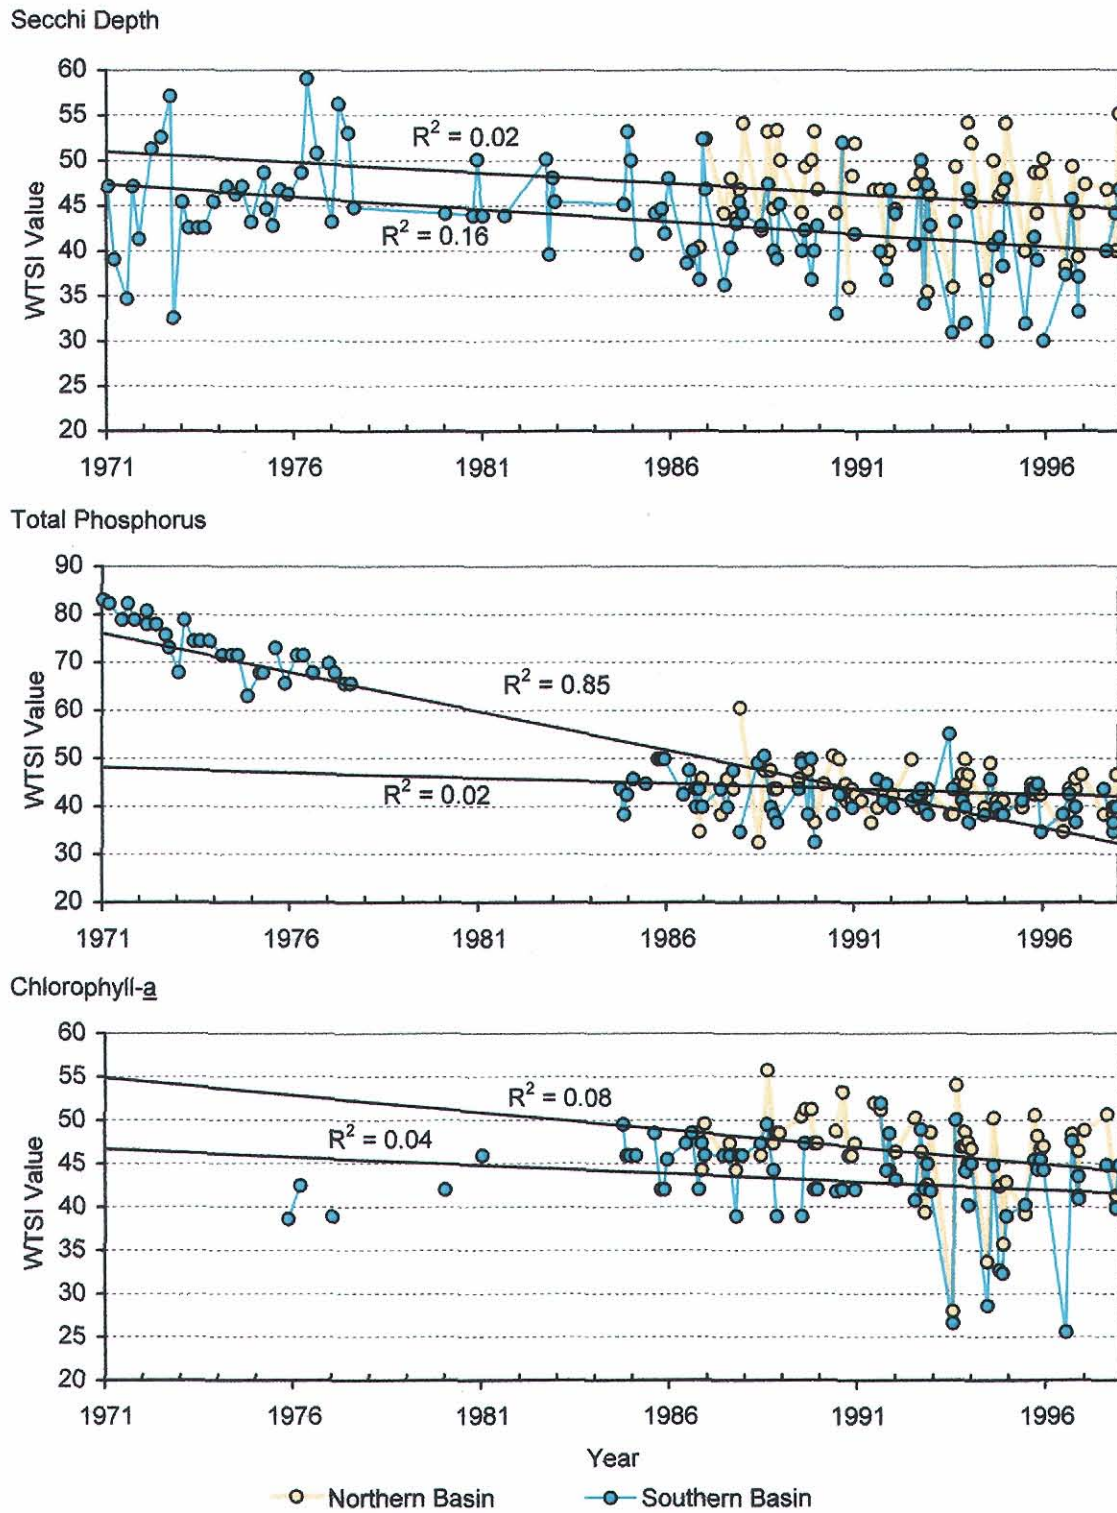 Secchi Depth
60
55
50
45
40
35
30
25
20
WTSI Value
R² = 0.02
R² = 0.16
1971 1976 1981 1986 1991 1996
Total Phosphorus
90
80
70
60
50
40
30
20
WTSI Value
R² = 0.85
R² = 0.02
1971 1976 1981 1986 1991 1996
Chlorophyll-a
60
55
50
45
40
35
30
25
20
WTSI Value
R² = 0.08
R² = 0.04
1971 1976 1981 1986 1991 1996
Year
Northern Basin Southern Basin